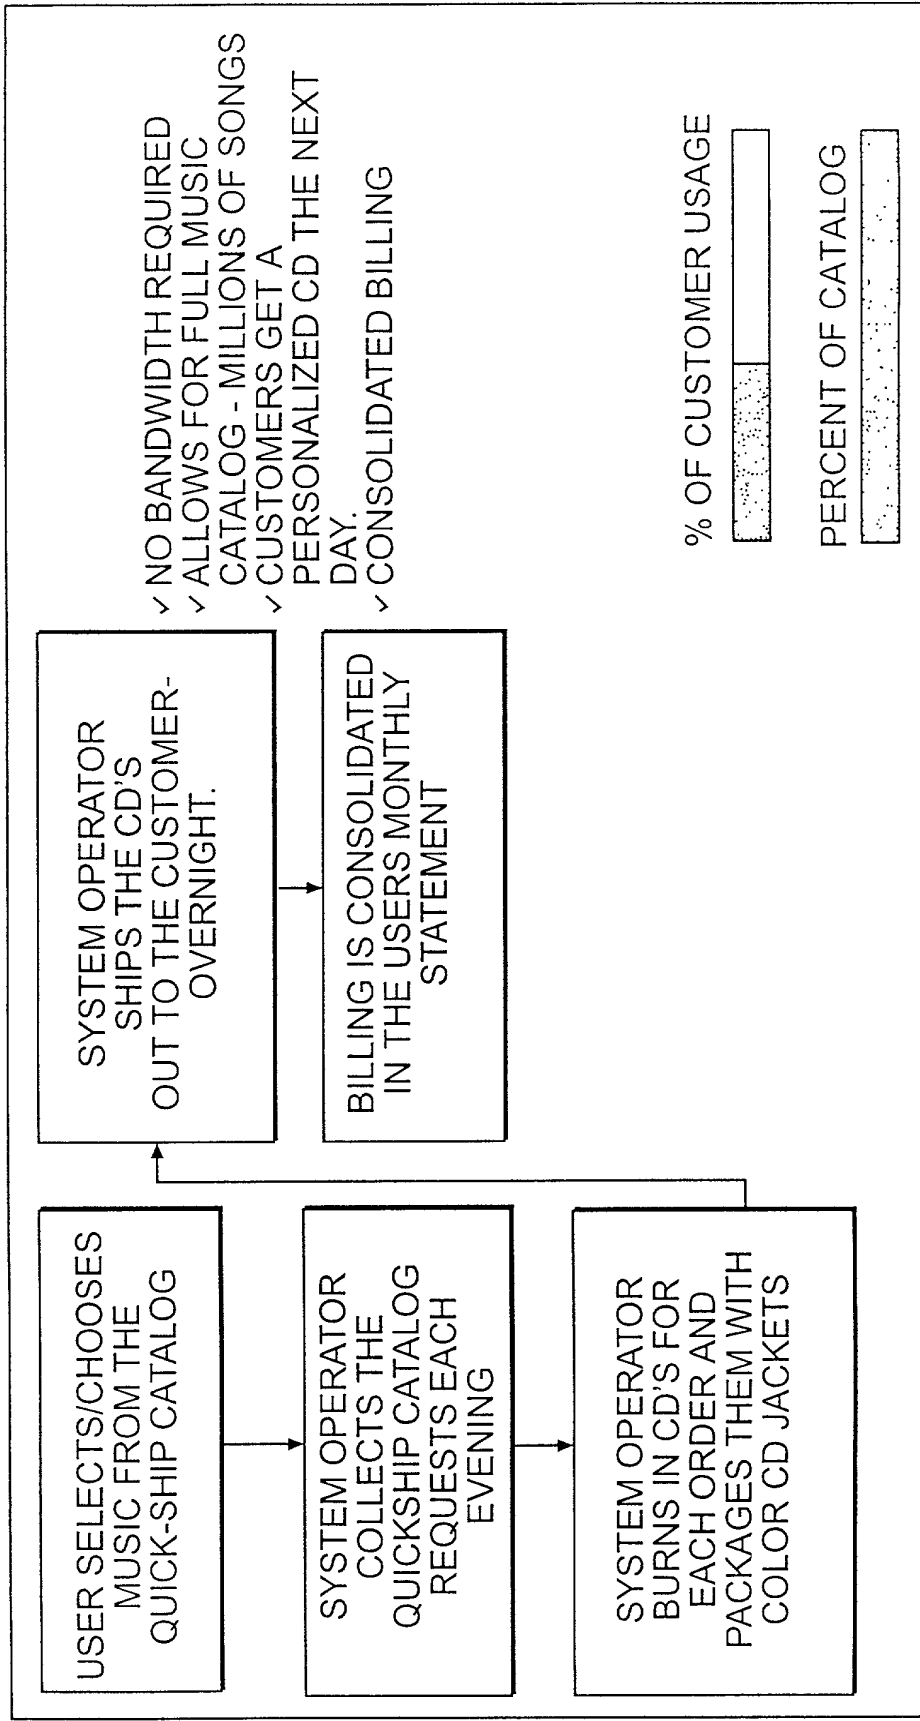 USER SELECTS/CHOOSES
MUSIC FROM THE
QUICK-SHIP CATALOG
SYSTEM OPERATOR
COLLECTS THE
QUICKSHIP CATALOG
REQUESTS EACH
EVENING
SYSTEM OPERATOR
BURNS IN CD'S FOR
EACH ORDER AND
PACKAGES THEM WITH
COLOR CD JACKETS
SYSTEM OPERATOR
SHIPS THE CD'S
OUT TO THE CUSTOMER-
OVERNIGHT.
BILLING IS CONSOLIDATED
IN THE USERS MONTHLY
STATEMENT
✓ NO BANDWIDTH REQUIRED
✓ ALLOWS FOR FULL MUSIC
CATALOG - MILLIONS OF SONGS
✓ CUSTOMERS GET A
PERSONALIZED CD THE NEXT
DAY.
✓ CONSOLIDATED BILLING
% OF CUSTOMER USAGE
PERCENT OF CATALOG